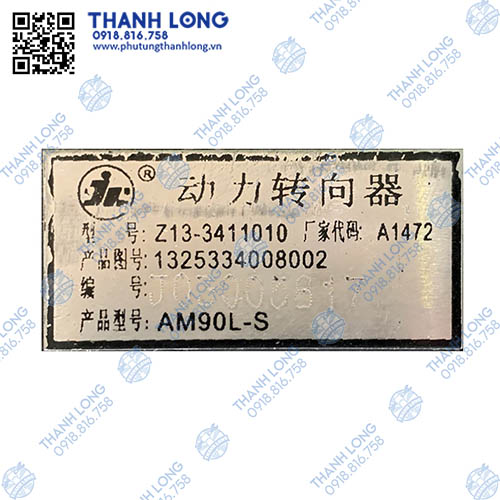 THANH LONG
0918.816.758
www.phutungthanhlong.vn
® 动力转向器
型 号: Z13-3411010 厂家代码: A1472
产品图号: 1325334008002
编 号:
产品型号: AM90L-S